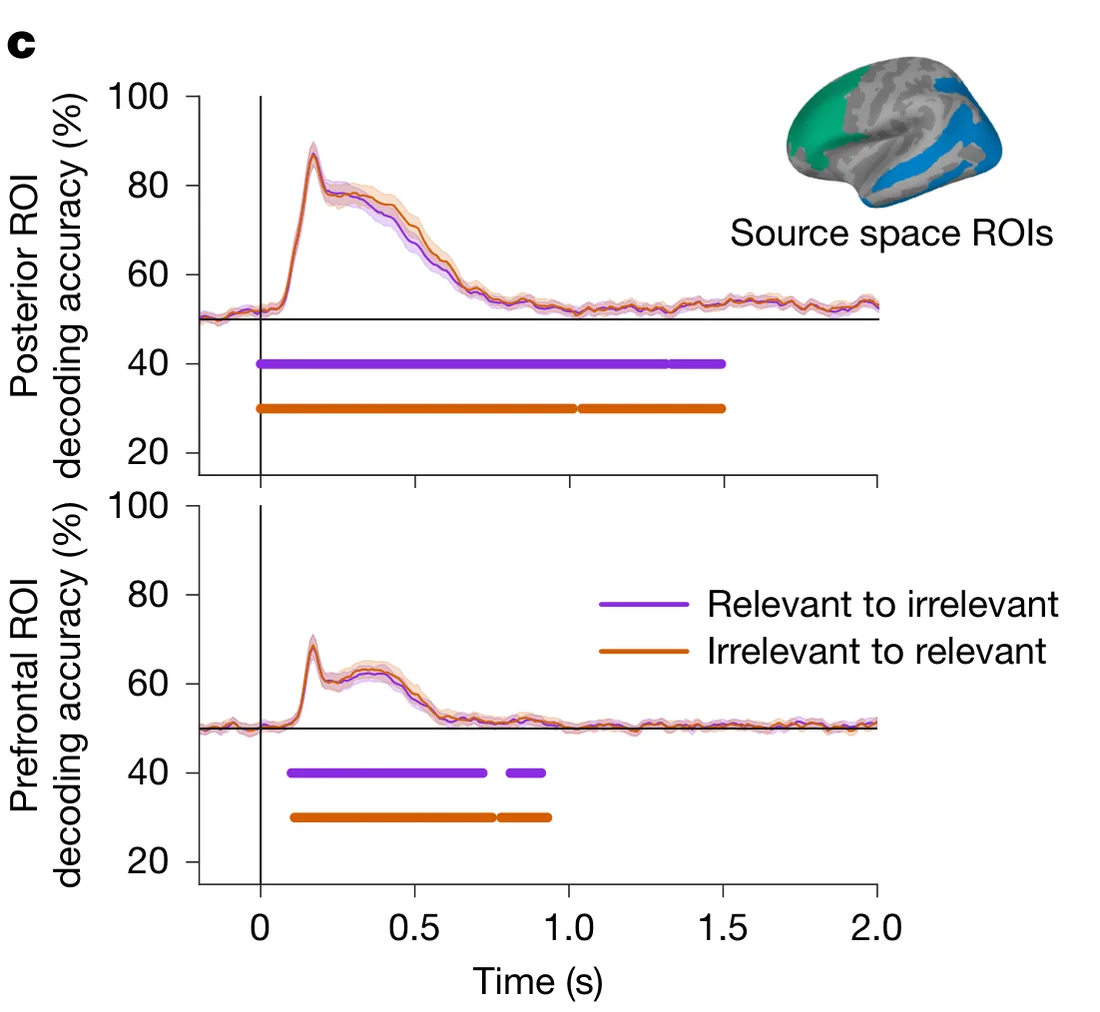 c
Posterior ROI
decoding accuracy (%)
100
80
60
40
20
Source space ROIs
Prefrontal ROI
decoding accuracy (%)
100
80
60
40
20
Relevant to irrelevant
Irrelevant to relevant
0 0.5 1.0 1.5 2.0
Time (s)